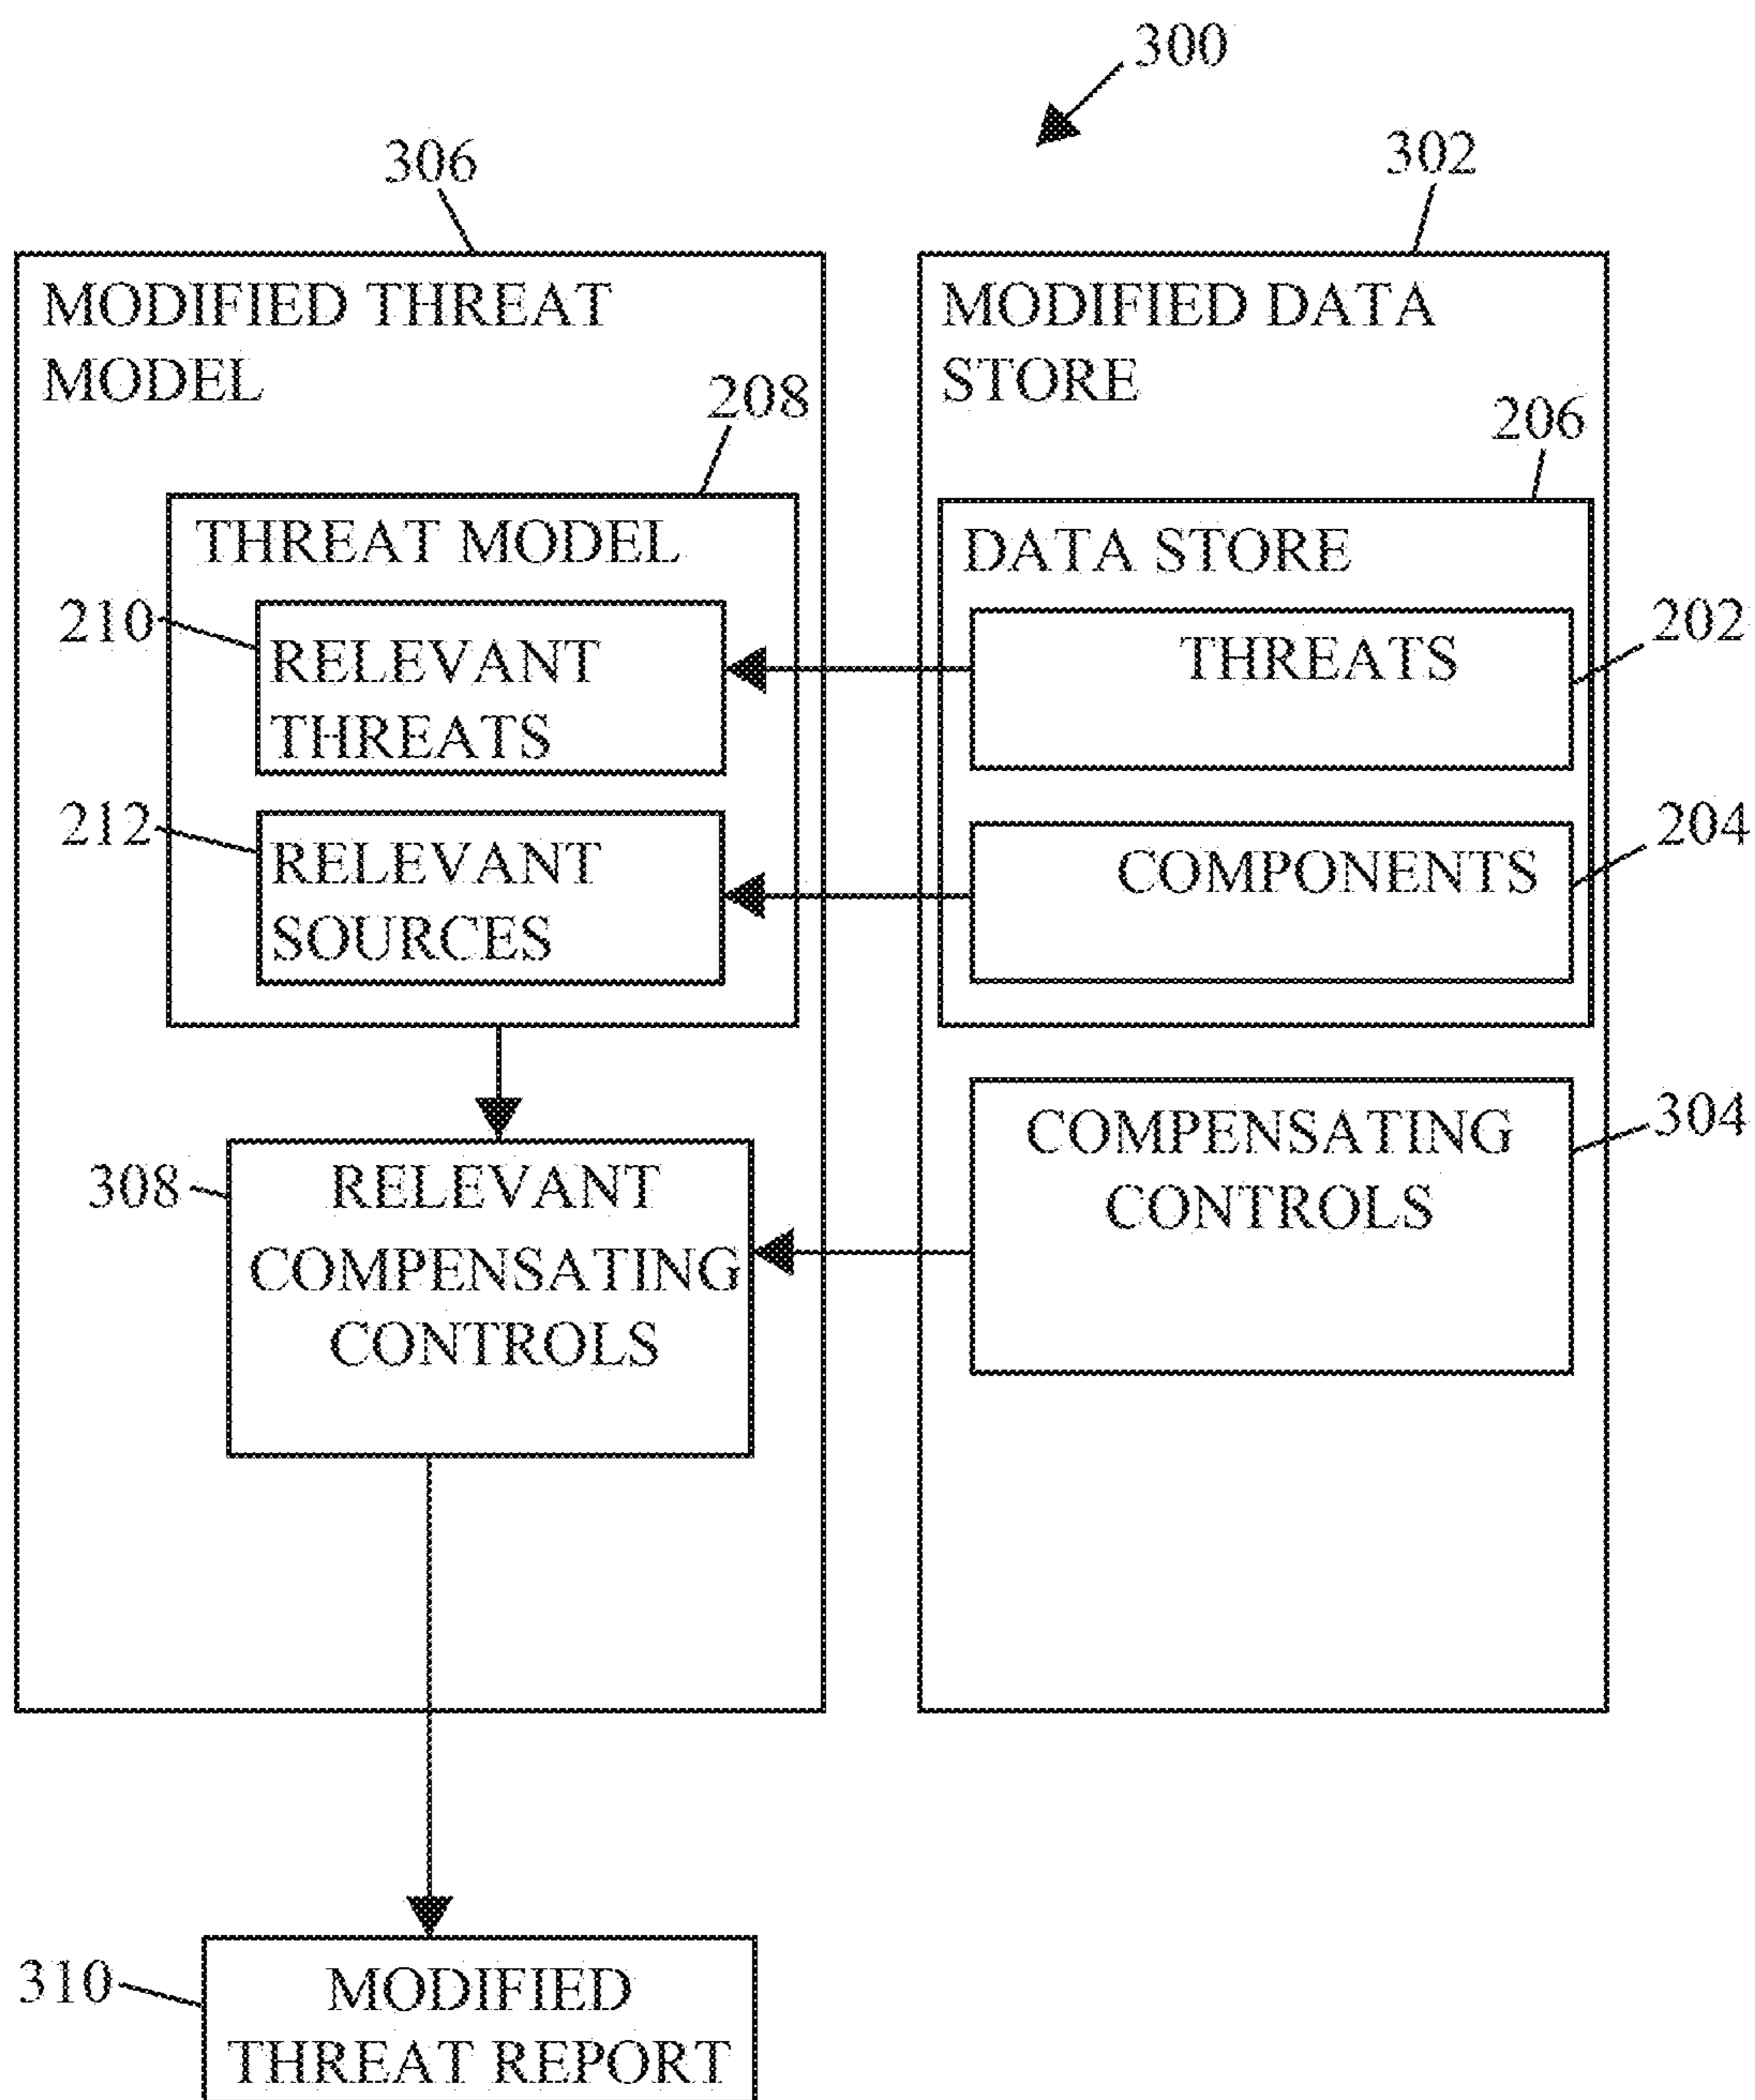 300
306
302
MODIFIED THREAT
MODEL
MODIFIED DATA
STORE
208
206
THREAT MODEL
DATA STORE
210
RELEVANT
THREATS
THREATS
202
212
RELEVANT
SOURCES
COMPONENTS
204
308
RELEVANT
COMPENSATING
CONTROLS
COMPENSATING
CONTROLS
304
310
MODIFIED
THREAT REPORT